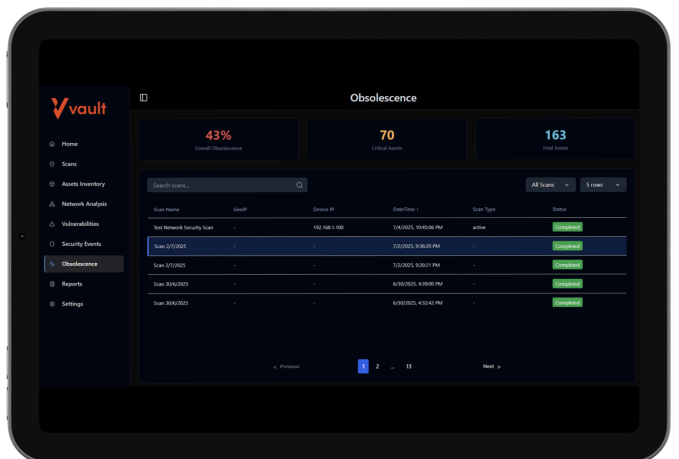 vault
Obsolescence
Home
Scans
Assets Inventory
Network Analysis
Vulnerabilities
Security Events
Obsolescence
Reports
Settings
43%
Overall Obsolescence
70
Critical Assets
163
Total Assets
Search scans...
All Scans
5 rows
Scan Name GeoIP Device IP Date/Time ↓ Scan Type Status
Test Network Security Scan - 192.168.1.100 7/4/2025, 10:45:06 PM active Completed
Scan 2/7/2025 - - 7/2/2025, 9:36:20 PM - Completed
Scan 2/7/2025 - - 7/2/2025, 9:20:21 PM - Completed
Scan 30/6/2025 - - 6/30/2025, 4:39:00 PM - Completed
Scan 30/6/2025 - - 6/30/2025, 4:32:42 PM - Completed
< Previous 1 2 ... 13 Next >